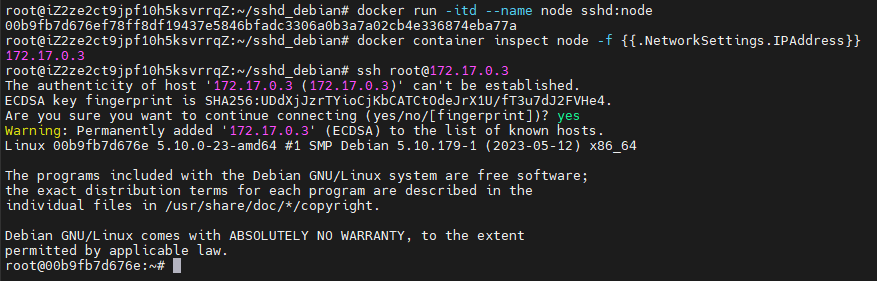 root@iZ2ze2ct9jpf10h5ksvrrqZ:~/sshd_debian# docker run -itd --name node sshd:node
00b9fb7d676ef78ff8df19437e5846bfadc3306a0b3a7a02cb4e336874eba77a
root@iZ2ze2ct9jpf10h5ksvrrqZ:~/sshd_debian# docker container inspect node -f {{.NetworkSettings.IPAddress}}
172.17.0.3
root@iZ2ze2ct9jpf10h5ksvrrqZ:~/sshd_debian# ssh root@172.17.0.3
The authenticity of host '172.17.0.3 (172.17.0.3)' can't be established.
ECDSA key fingerprint is SHA256:UDdXjJzrTYioCjKbCATCtOdeJrX1U/fT3u7dJ2FVHe4.
Are you sure you want to continue connecting (yes/no/[fingerprint])? yes
Warning: Permanently added '172.17.0.3' (ECDSA) to the list of known hosts.
Linux 00b9fb7d676e 5.10.0-23-amd64 #1 SMP Debian 5.10.179-1 (2023-05-12) x86_64

The programs included with the Debian GNU/Linux system are free software;
the exact distribution terms for each program are described in the
individual files in /usr/share/doc/*/copyright.

Debian GNU/Linux comes with ABSOLUTELY NO WARRANTY, to the extent
permitted by applicable law.
root@00b9fb7d676e:~#